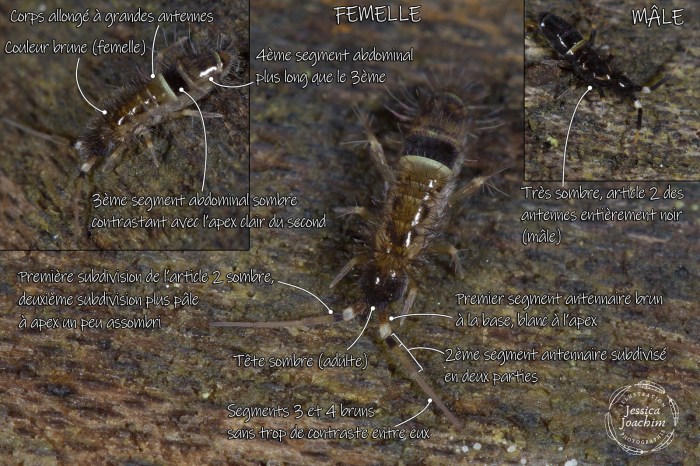 FEMELLE
MÂLE
Corps allongé à grandes antennes
Couleur brune (femelle)
4ème segment abdominal
plus long que le 3ème
3ème segment abdominal sombre
contrastant avec l'apex clair du second
Très sombre, article 2 des
antennes entièrement noir
(mâle)
Première subdivision de l'article 2 sombre,
deuxième subdivision plus pâle
à apex un peu assombri
Premier segment antennaire brun
à la base, blanc à l'apex
Tête sombre (adulte)
2ème segment antennaire subdivisé
en deux parties
Segments 3 et 4 bruns
sans trop de contraste entre eux
ILLUSTRATION
Jessica
Joachim
PHOTOGRAPHIE